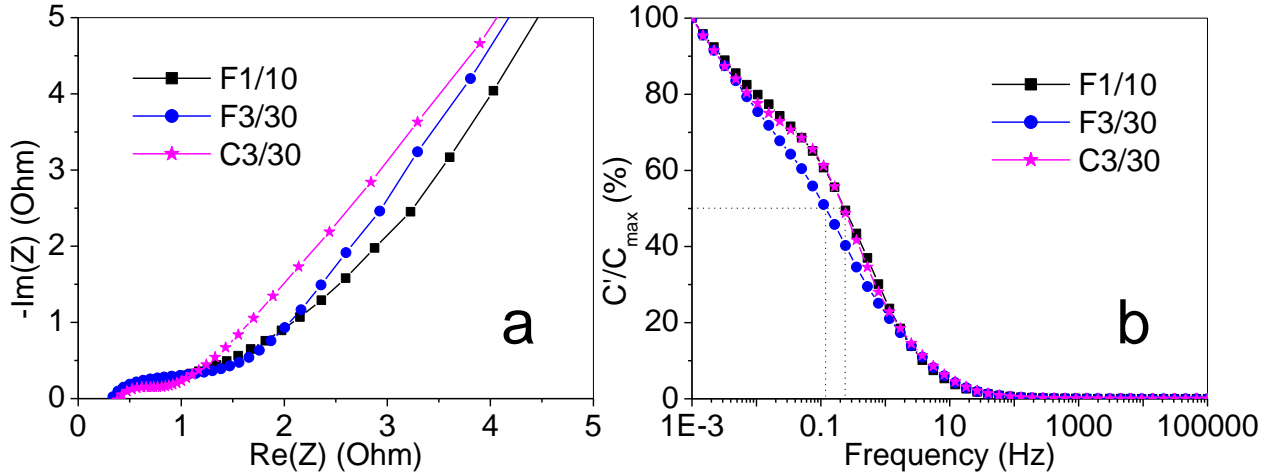 5
4
3
2
1
0
-Im(Z) (Ohm)
F1/10
F3/30
C3/30
a
0 1 2 3 4 5
Re(Z) (Ohm)
100
80
60
40
20
0
C'/C_max (%)
F1/10
F3/30
C3/30
b
1E-3 0.1 10 1000 100000
Frequency (Hz)